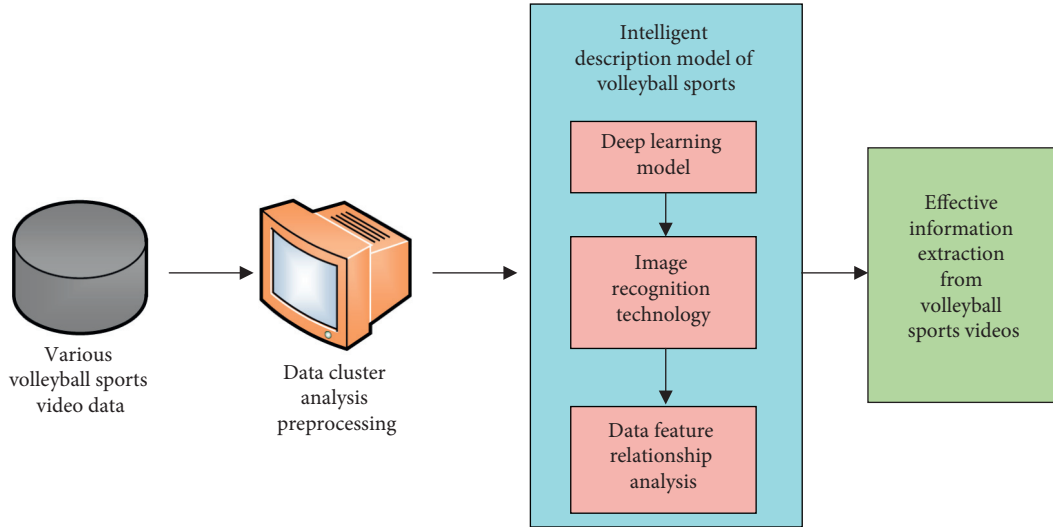 Various
volleyball sports
video data
Data cluster
analysis
preprocessing
Intelligent
description model of
volleyball sports
Deep learning
model
Image
recognition
technology
Data feature
relationship
analysis
Effective
information
extraction
from
volleyball
sports videos